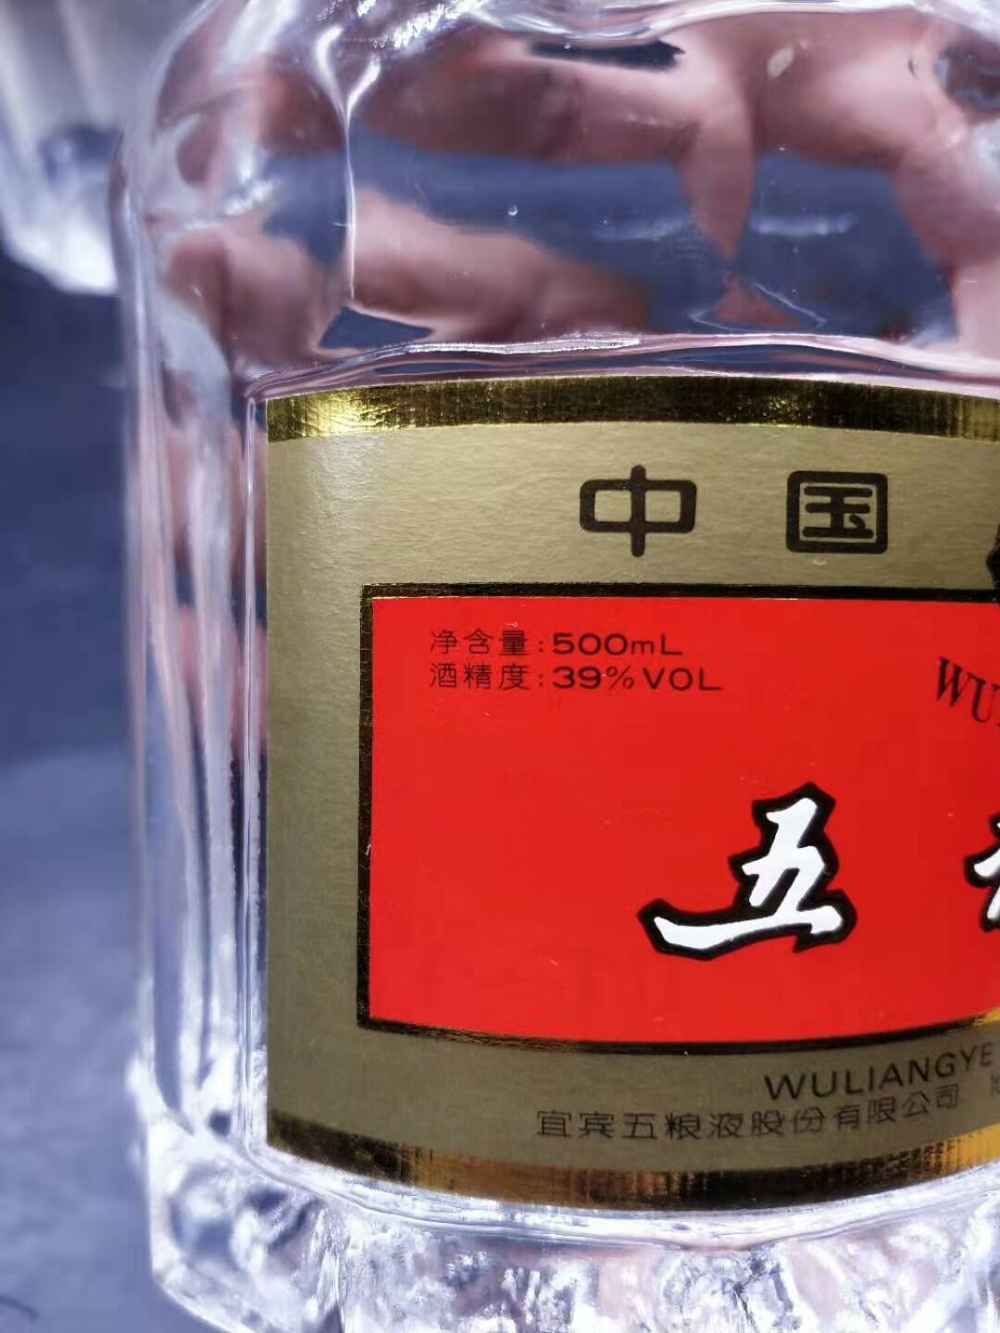 中国
净含量:500mL
酒精度:39%VOL
WU
五
WULIANGYE
宜宾五粮液股份有限公司